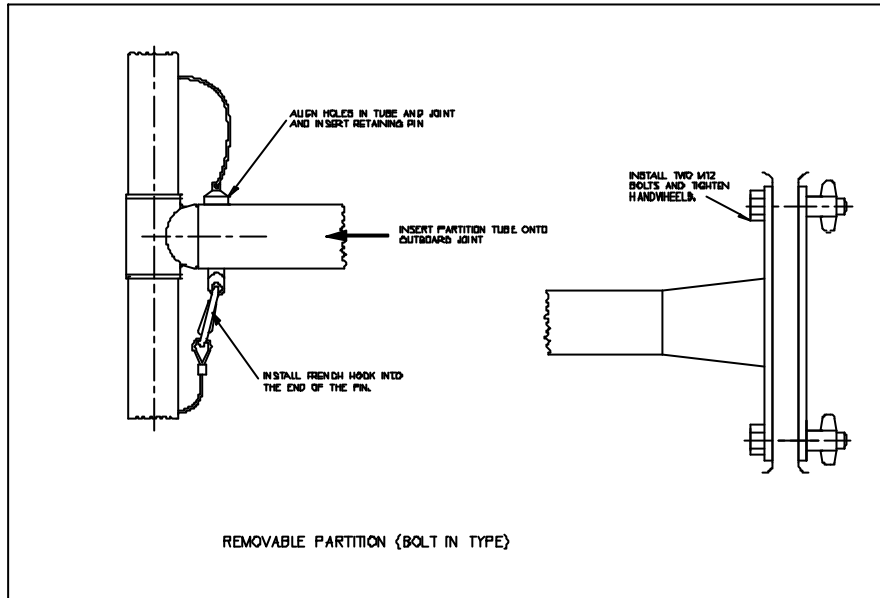 ALIGN HOLES IN TUBE AND JOINT
AND INSERT RETAINING PIN
INSTALL TWO M12
BOLTS AND TIGHTEN
HANDWHEELS.
INSERT PARTITION TUBE ONTO
OUTBOARD JOINT
INSTALL FRENCH HOOK INTO
THE END OF THE PIN.
REMOVABLE PARTITION (BOLT IN TYPE)